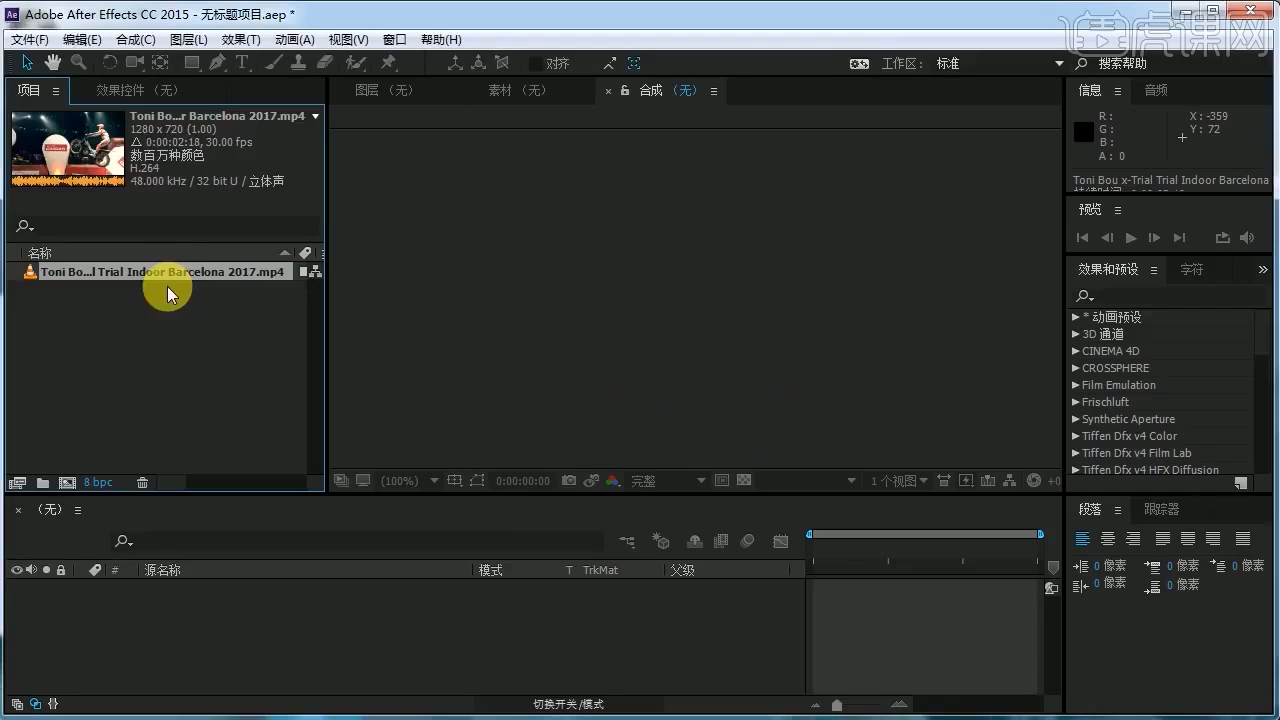 Adobe After Effects CC 2015 - 无标题项目.aep *
虎课网
文件(F) 编辑(E) 合成(C) 图层(L) 效果(T) 动画(A) 视图(V) 窗口 帮助(H)
对齐 工作区: 标准 搜索帮助
项目 效果控件 (无) 图层 (无) 素材 (无) 合成 (无) 信息 音频
Toni Bo...r Barcelona 2017.mp4
1280 x 720 (1.00)
Δ 0:00:02:18, 30.00 fps
数百万种颜色
H.264
48.000 kHz / 32 bit U / 立体声
R: X: -359
G: Y: 72
B:
A: 0
Toni Bou x-Trial Trial Indoor Barcelona
预览
名称
Toni Bo...l Trial Indoor Barcelona 2017.mp4
效果和预设 字符
* 动画预设
3D 通道
CINEMA 4D
CROSSPHERE
Film Emulation
Frischluft
Synthetic Aperture
Tiffen Dfx v4 Color
Tiffen Dfx v4 Film Lab
Tiffen Dfx v4 HFX Diffusion
8 bpc (100%) 0:00:00:00 完整 1 个视图 +0
(无) 段落 跟踪器
# 源名称 模式 T TrkMat 父级
0 像素 0 像素 0 像素
0 像素 0 像素
切换开关/模式